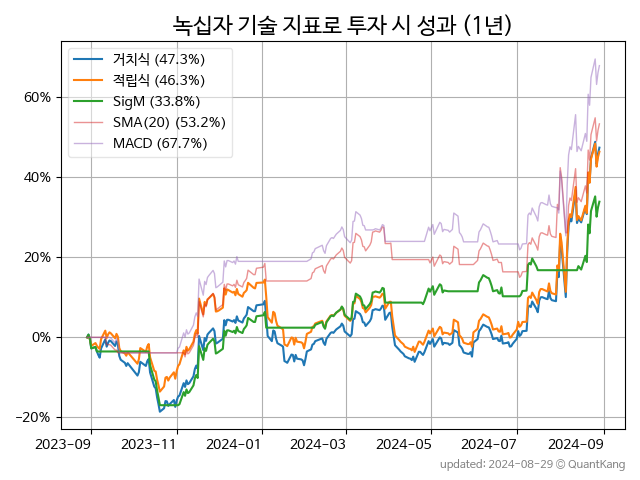 녹십자 기술 지표로 투자 시 성과 (1년)
거치식 (47.3%)
적립식 (46.3%)
SigM (33.8%)
SMA(20) (53.2%)
MACD (67.7%)
60%
40%
20%
0%
−20%
2023−09 2023−11 2024−01 2024−03 2024−05 2024−07 2024−09
updated: 2024−08−29 © QuantKang